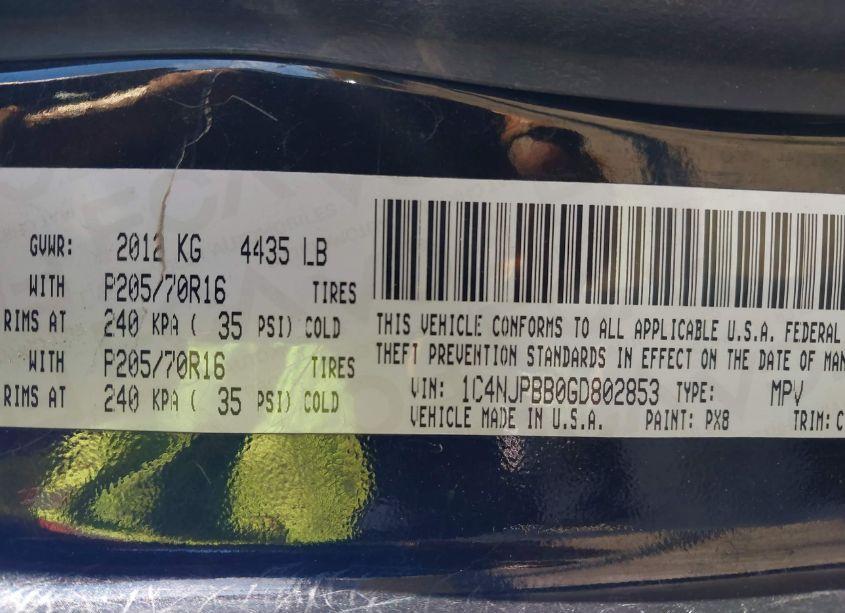 GVWR: 2012 KG 4435 LB
WITH P205/70R16 TIRES
RIMS AT 240 KPA ( 35 PSI) COLD
WITH P205/70R16 TIRES
RIMS AT 240 KPA ( 35 PSI) COLD
THIS VEHICLE CONFORMS TO ALL APPLICABLE U.S.A. FEDERAL
THEFT PREVENTION STANDARDS IN EFFECT ON THE DATE OF MAN
VIN: 1C4NJPBB0GD802853 TYPE: MPV
VEHICLE MADE IN U.S.A. PAINT: PX8 TRIM: C